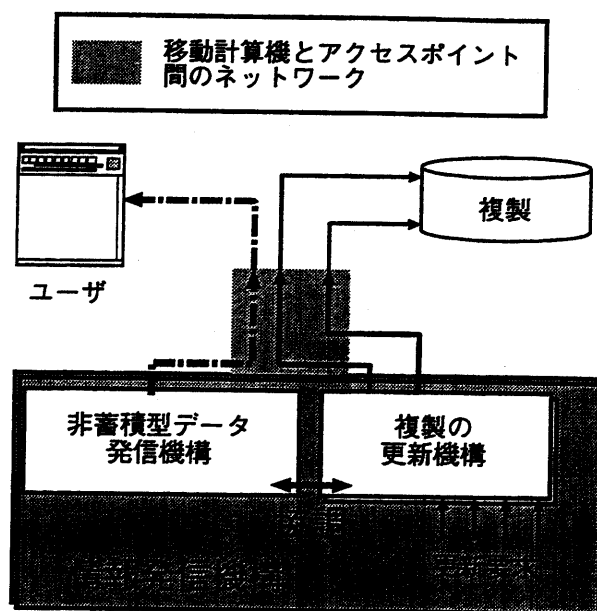 移動計算機とアクセスポイント
間のネットワーク
複製
ユーザ
非蓄積型データ
発信機構
複製の
更新機構